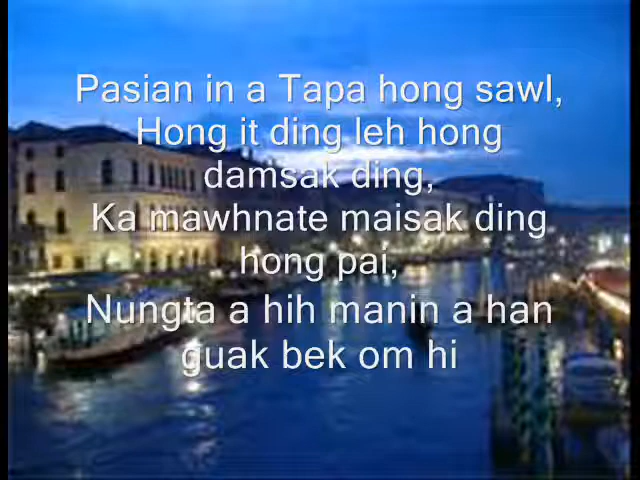 Pasian in a Tapa hong sawl,
Hong it ding leh hong
damsak ding,
Ka mawhnate maisak ding
hong pai,
Nungta a hih manin a han
guak bek om hi